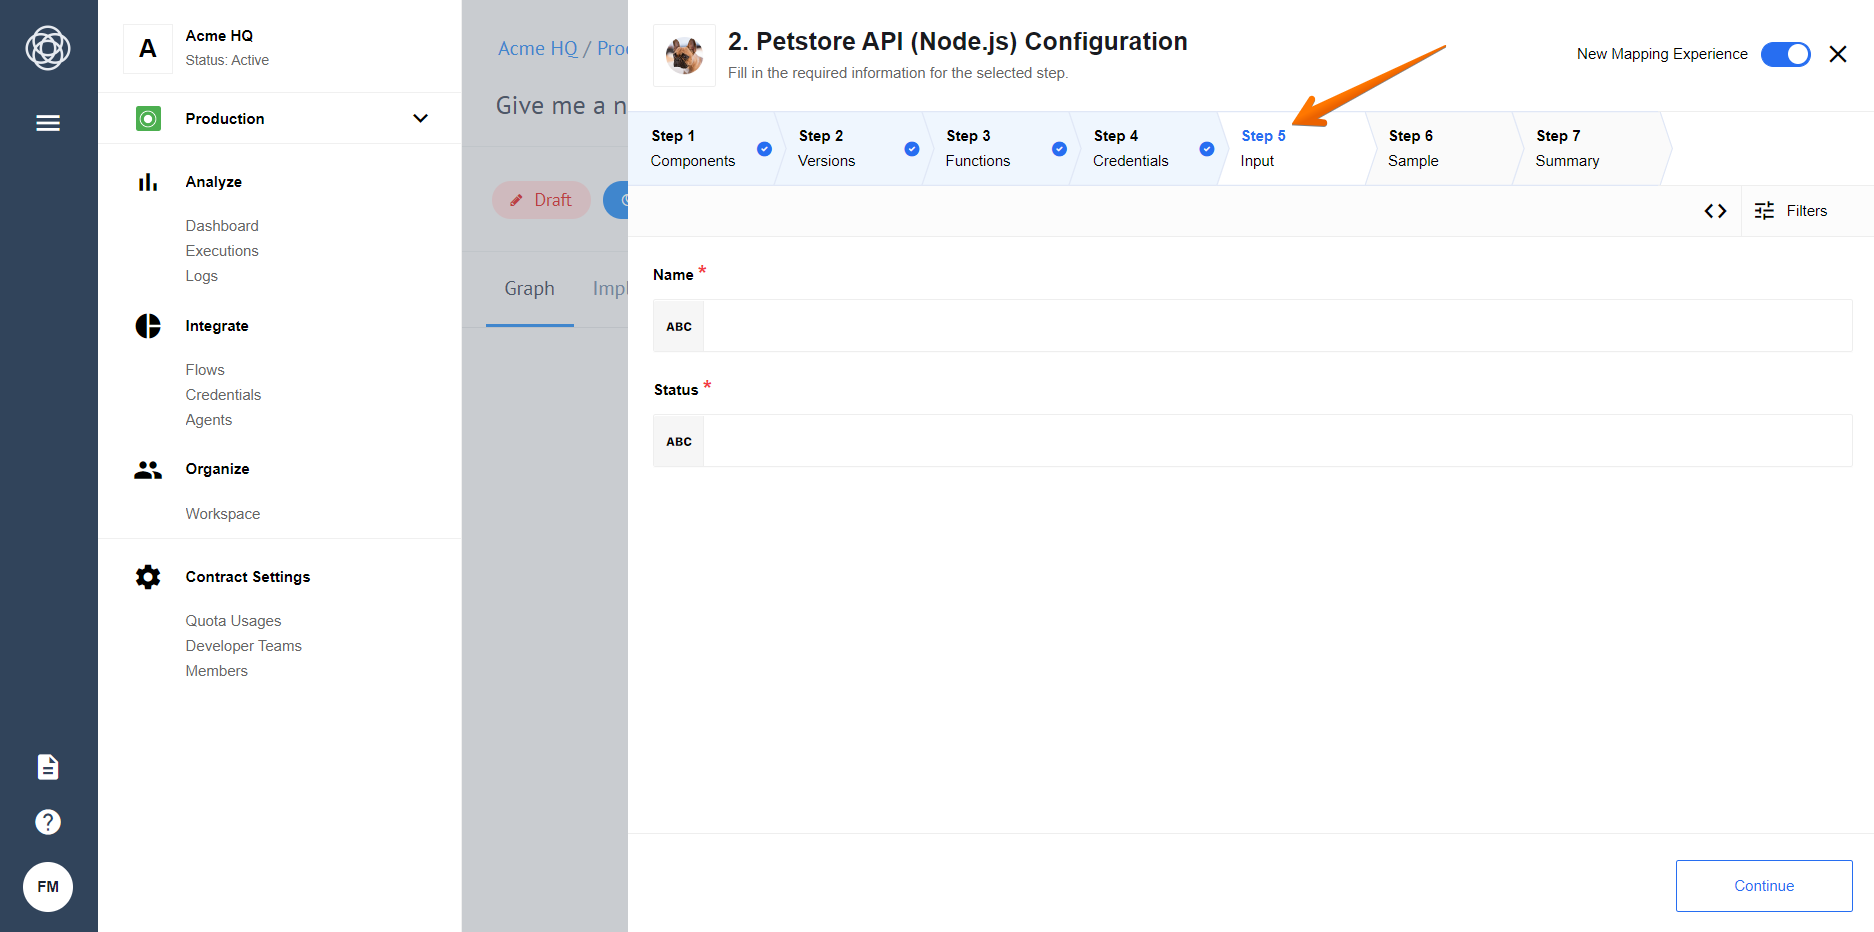 A
Acme HQ
Status: Active
Production
Analyze
Dashboard
Executions
Logs
Integrate
Flows
Credentials
Agents
Organize
Workspace
Contract Settings
Quota Usages
Developer Teams
Members
?
FM
Acme HQ / Pro
Give me a n
Draft
Graph
Impl
2. Petstore API (Node.js) Configuration
Fill in the required information for the selected step.
New Mapping Experience
Step 1
Components
Step 2
Versions
Step 3
Functions
Step 4
Credentials
Step 5
Input
Step 6
Sample
Step 7
Summary
Filters
Name *
ABC
Status *
ABC
Continue